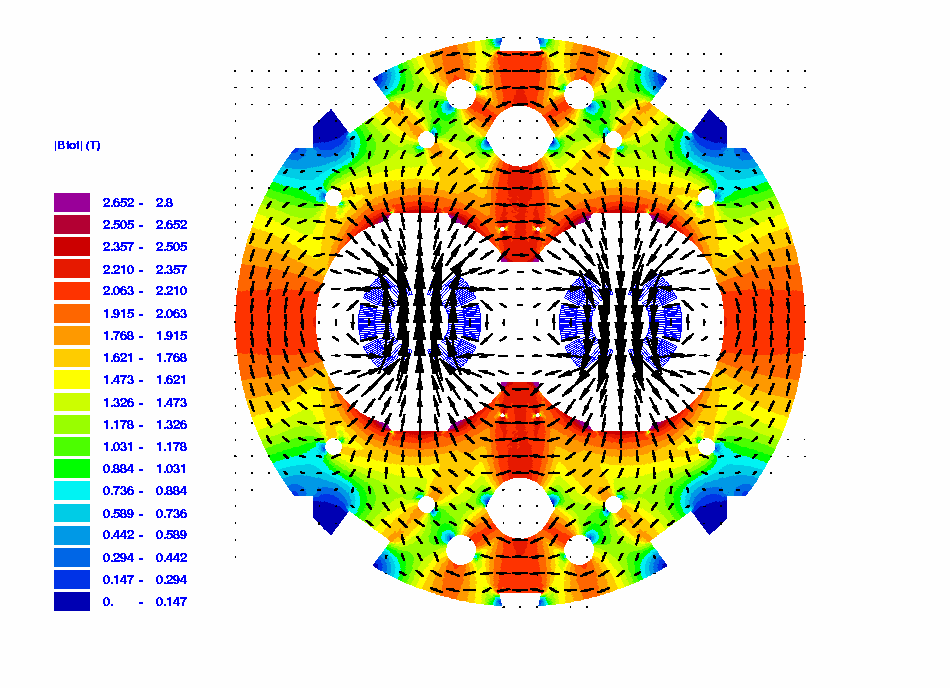 |Btot| (T)
2.652 - 2.8
2.505 - 2.652
2.357 - 2.505
2.210 - 2.357
2.063 - 2.210
1.915 - 2.063
1.768 - 1.915
1.621 - 1.768
1.473 - 1.621
1.326 - 1.473
1.178 - 1.326
1.031 - 1.178
0.884 - 1.031
0.736 - 0.884
0.589 - 0.736
0.442 - 0.589
0.294 - 0.442
0.147 - 0.294
0. - 0.147